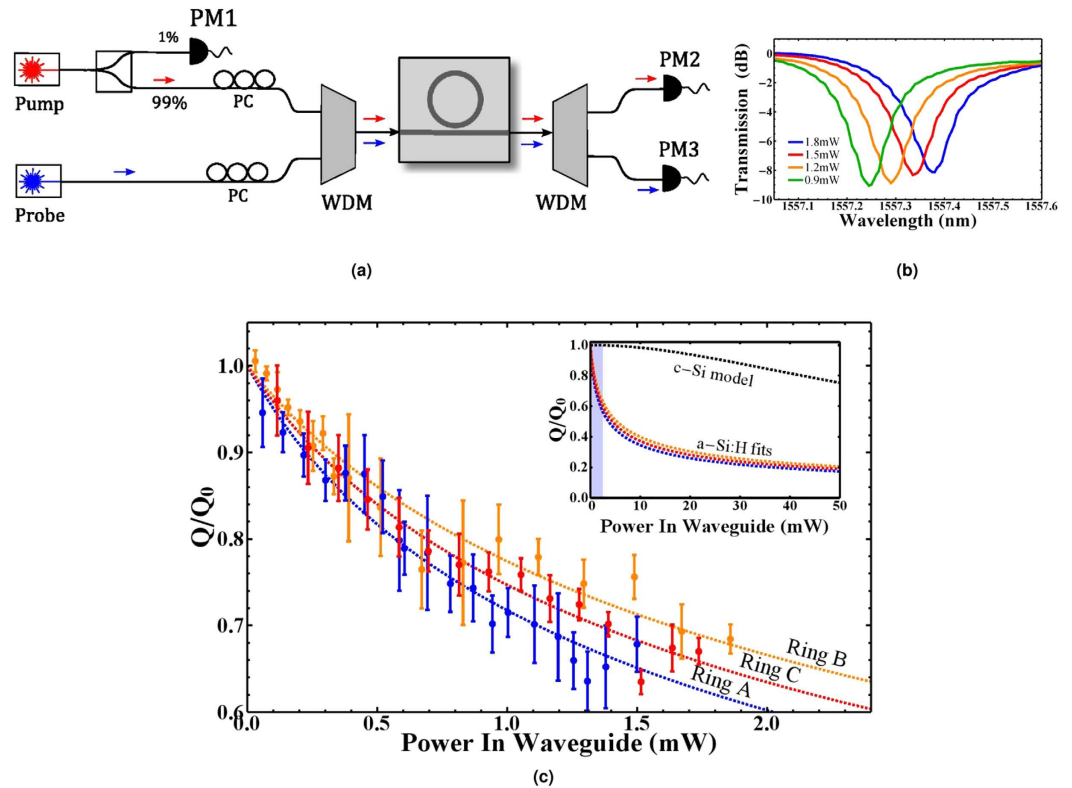 PM1
1%
Pump
99%
PC
WDM
PM2
PM3
Probe
PC
WDM
(a)
Transmission (dB)
0
−2
−4
−6
−8
−10
1.8mW
1.5mW
1.2mW
0.9mW
1557.1
1557.2
1557.3
1557.4
1557.5
1557.6
Wavelength (nm)
(b)
Q/Q0
1.0
0.9
0.8
0.7
0.6
0.0
0.5
1.0
1.5
2.0
Power In Waveguide (mW)
Ring B
Ring C
Ring A
Q/Q0
1.0
0.8
0.6
0.4
0.2
0.0
0
10
20
30
40
50
c−Si model
a−Si:H fits
Power In Waveguide (mW)
(c)